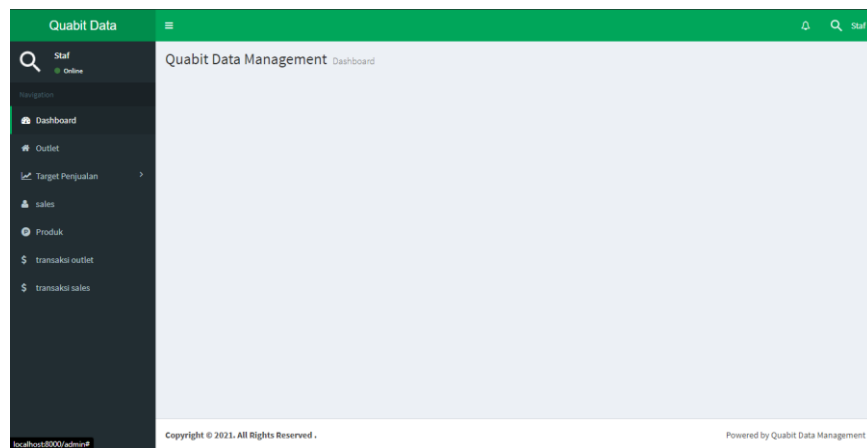 Quabit Data
Staf
Staf
Online
Quabit Data Management Dashboard
Navigation
Dashboard
Outlet
Target Penjualan
sales
Produk
transaksi outlet
transaksi sales
localhost:8000/admin#
Copyright © 2021. All Rights Reserved .
Powered by Quabit Data Management